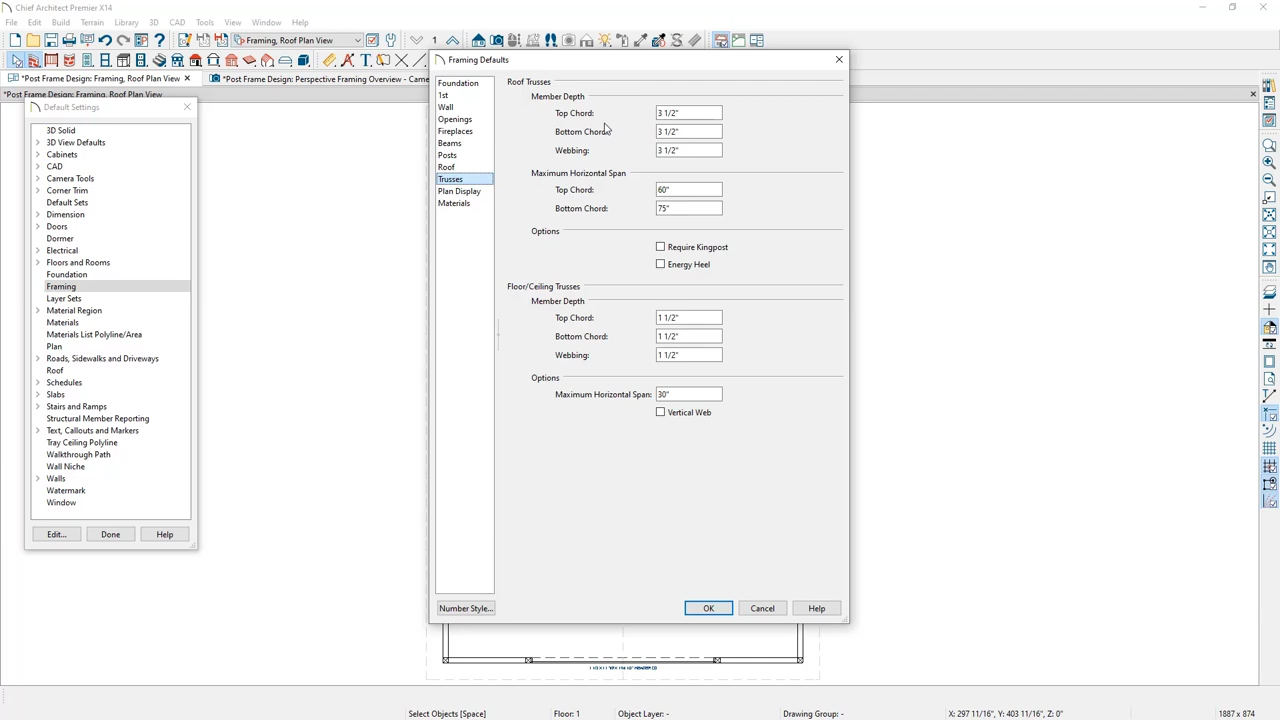 Chief Architect Premier X14
File Edit Build Terrain Library 3D CAD Tools View Window Help
Framing, Roof Plan View 1
*Post Frame Design: Framing, Roof Plan View
*Post Frame Design: Perspective Framing Overview - Came
*Post Frame Design: Framing, Roof Plan View
Default Settings
3D Solid
3D View Defaults
Cabinets
CAD
Camera Tools
Corner Trim
Default Sets
Dimension
Doors
Dormer
Electrical
Floors and Rooms
Foundation
Framing
Layer Sets
Material Region
Materials
Materials List Polyline/Area
Plan
Roads, Sidewalks and Driveways
Roof
Schedules
Slabs
Stairs and Ramps
Structural Member Reporting
Text, Callouts and Markers
Tray Ceiling Polyline
Walkthrough Path
Wall Niche
Walls
Watermark
Window
Edit... Done Help
Framing Defaults
Foundation
1st
Wall
Openings
Fireplaces
Beams
Posts
Roof
Trusses
Plan Display
Materials
Roof Trusses
Member Depth
Top Chord: 3 1/2"
Bottom Chord: 3 1/2"
Webbing: 3 1/2"
Maximum Horizontal Span
Top Chord: 60"
Bottom Chord: 75"
Options
Require Kingpost
Energy Heel
Floor/Ceiling Trusses
Member Depth
Top Chord: 1 1/2"
Bottom Chord: 1 1/2"
Webbing: 1 1/2"
Options
Maximum Horizontal Span: 30"
Vertical Web
Number Style... OK Cancel Help
Select Objects [Space] Floor: 1 Object Layer: - Drawing Group: - X: 297 11/16", Y: 403 11/16", Z: 0" 1887 x 874